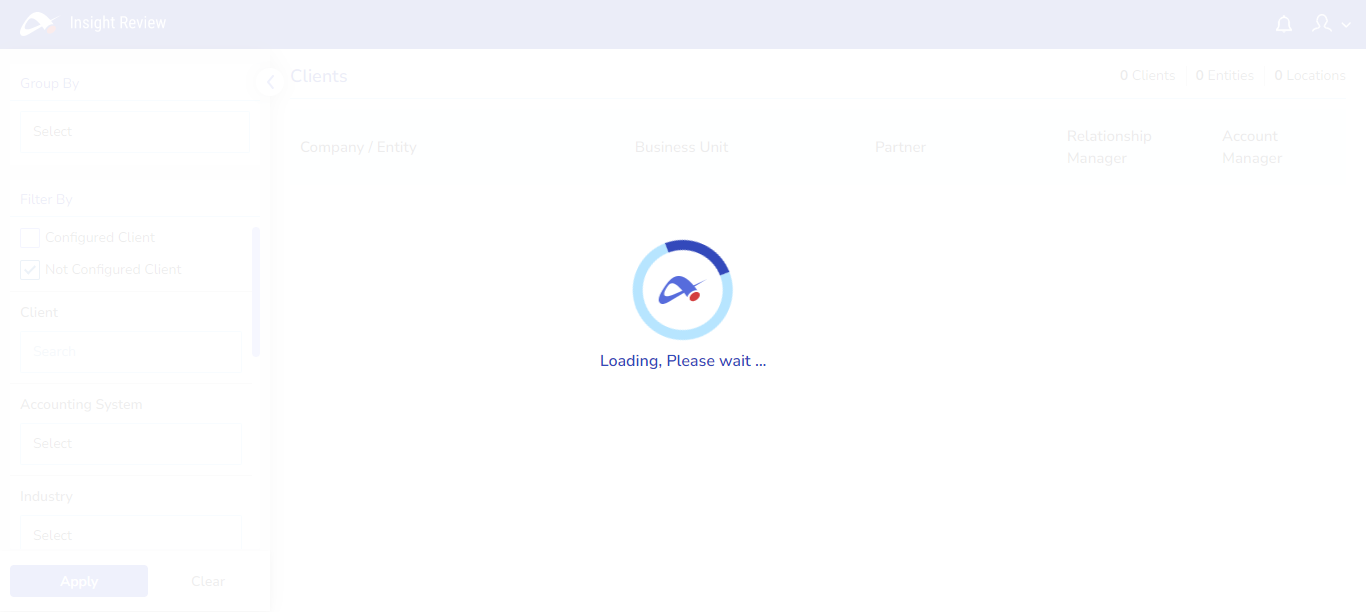 Insight Review
Group By
Select
Filter By
Configured Client
Not Configured Client
Client
Search
Accounting System
Select
Industry
Select
Apply
Clear
Clients
0 Clients
0 Entities
0 Locations
Company / Entity
Business Unit
Partner
Relationship
Manager
Account
Manager
Loading, Please wait ...